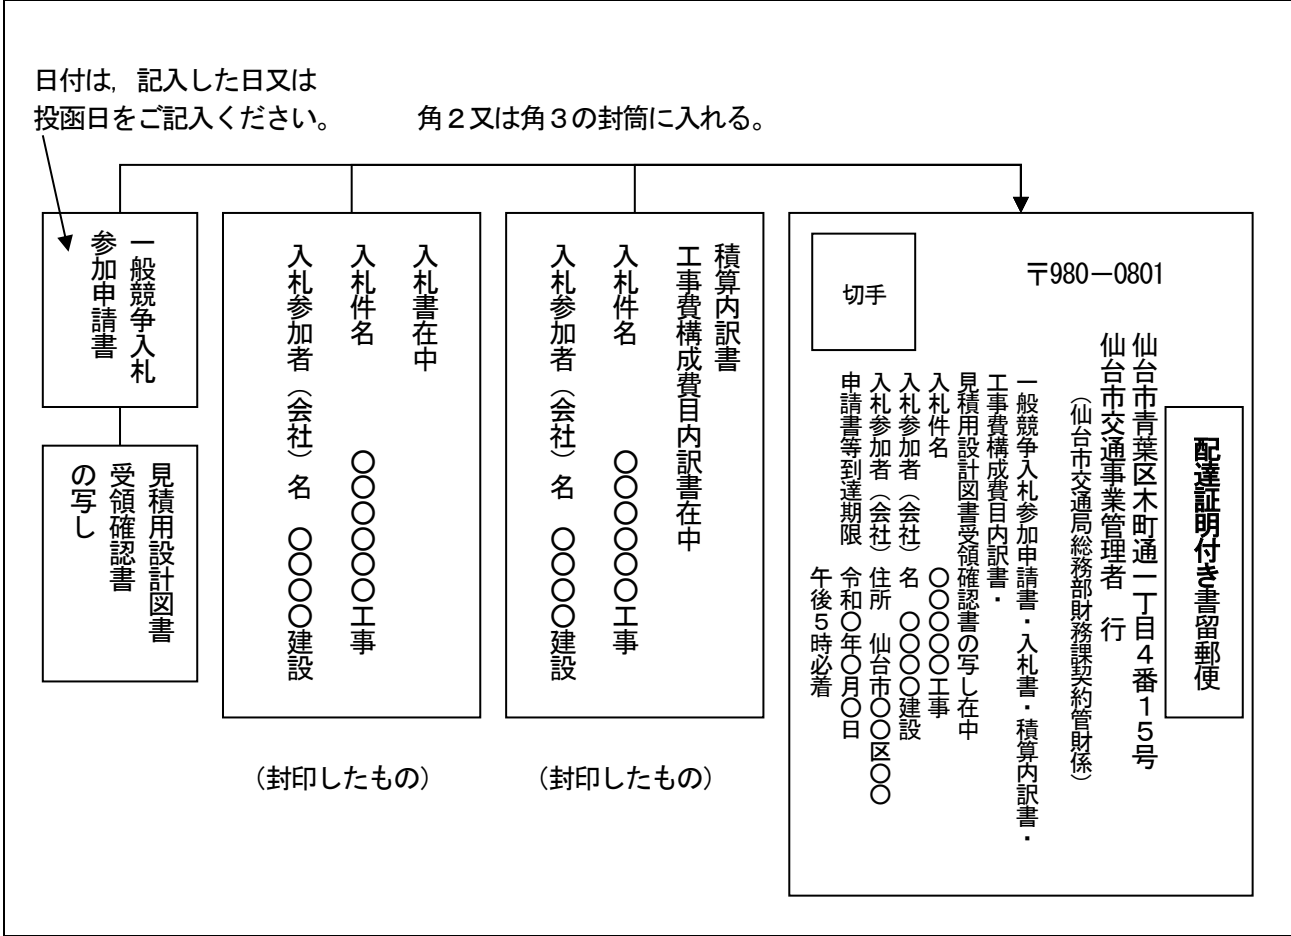 日付は，記入した日又は
投函日をご記入ください。
角２又は角３の封筒に入れる。
一般競争入札
参加申請書
見積用設計図書
受領確認書
の写し
入札書在中
入札件名　〇〇〇〇〇〇工事
入札参加者（会社）名　〇〇〇〇建設
（封印したもの）
積算内訳書
工事費構成費目内訳書在中
入札件名　〇〇〇〇〇〇工事
入札参加者（会社）名　〇〇〇〇建設
（封印したもの）
切手
〒980－0801
配達証明付き書留郵便
仙台市青葉区木町通一丁目４番１５号
仙台市交通事業管理者　行
（仙台市交通局総務部財務課契約管財係）
一般競争入札参加申請書・入札書・積算内訳書・
工事費構成費目内訳書・
見積用設計図書受領確認書の写し在中
入札件名　〇〇〇〇〇工事
入札参加者（会社）名　〇〇〇〇建設
入札参加者（会社）住所　仙台市〇〇区〇〇
申請書等到達期限　令和〇年〇月〇日
午後５時必着